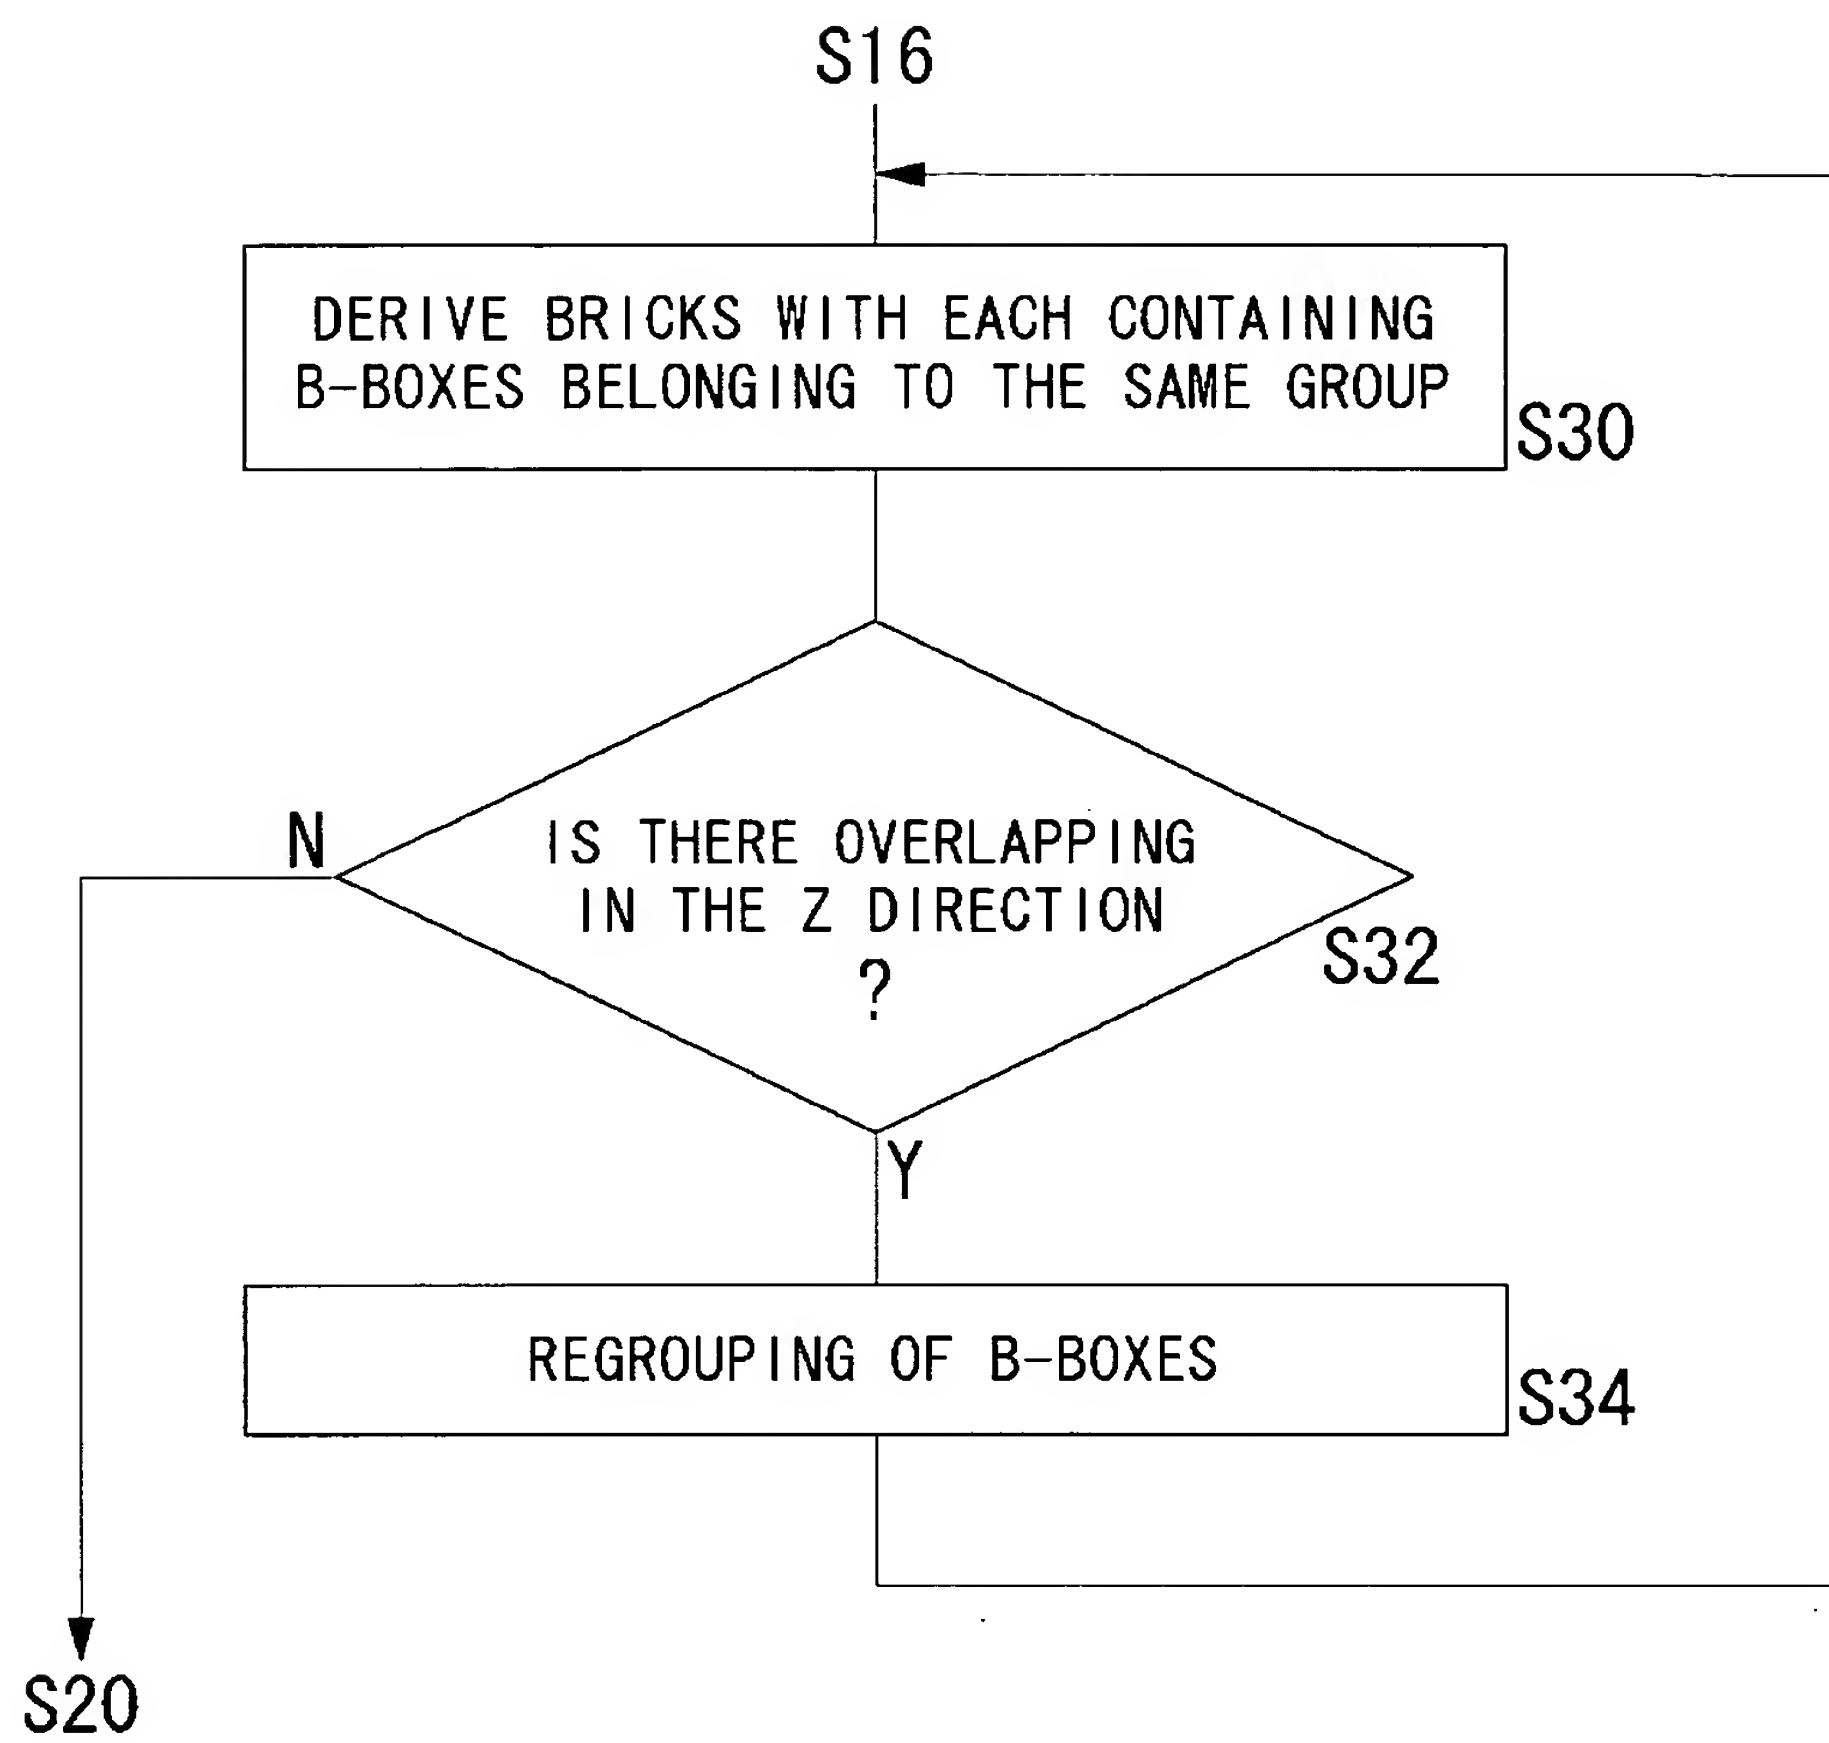 S16
DERIVE BRICKS WITH EACH CONTAINING
B-BOXES BELONGING TO THE SAME GROUP
S30
N
IS THERE OVERLAPPING
IN THE Z DIRECTION
?
S32
Y
REGROUPING OF B-BOXES
S34
S20